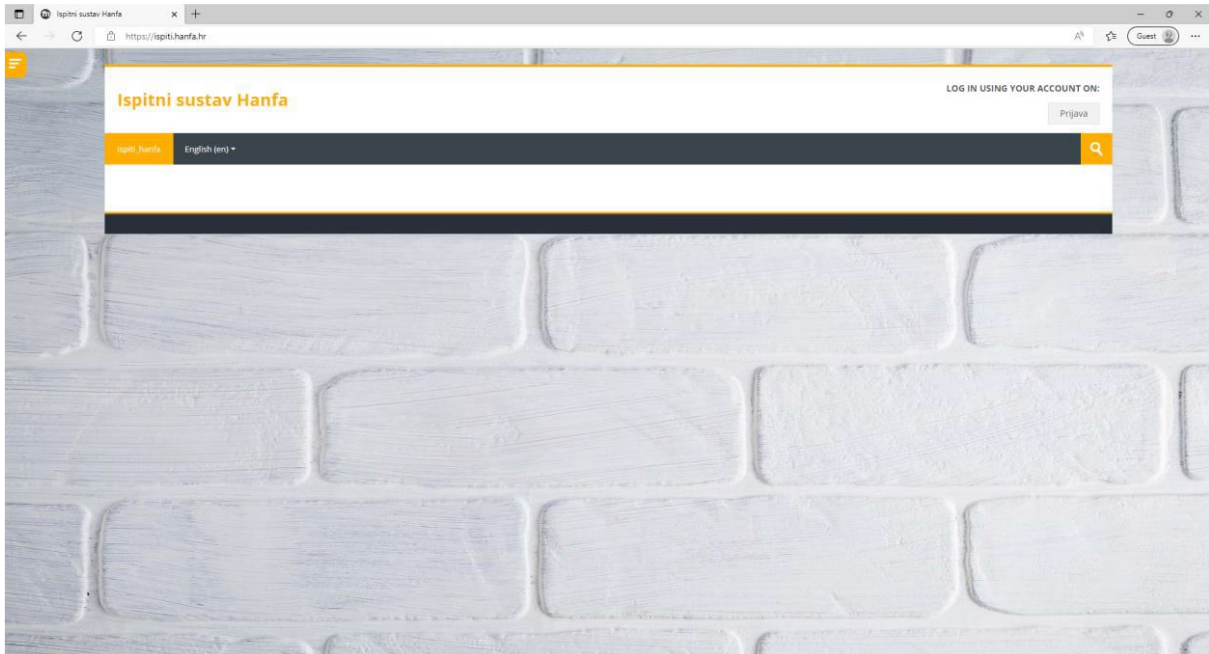 Ispitni sustav Hanfa
https://ispiti.hanfa.hr
Guest
LOG IN USING YOUR ACCOUNT ON:
Ispitni sustav Hanfa
Prijava
ispiti_hanfa English (en)